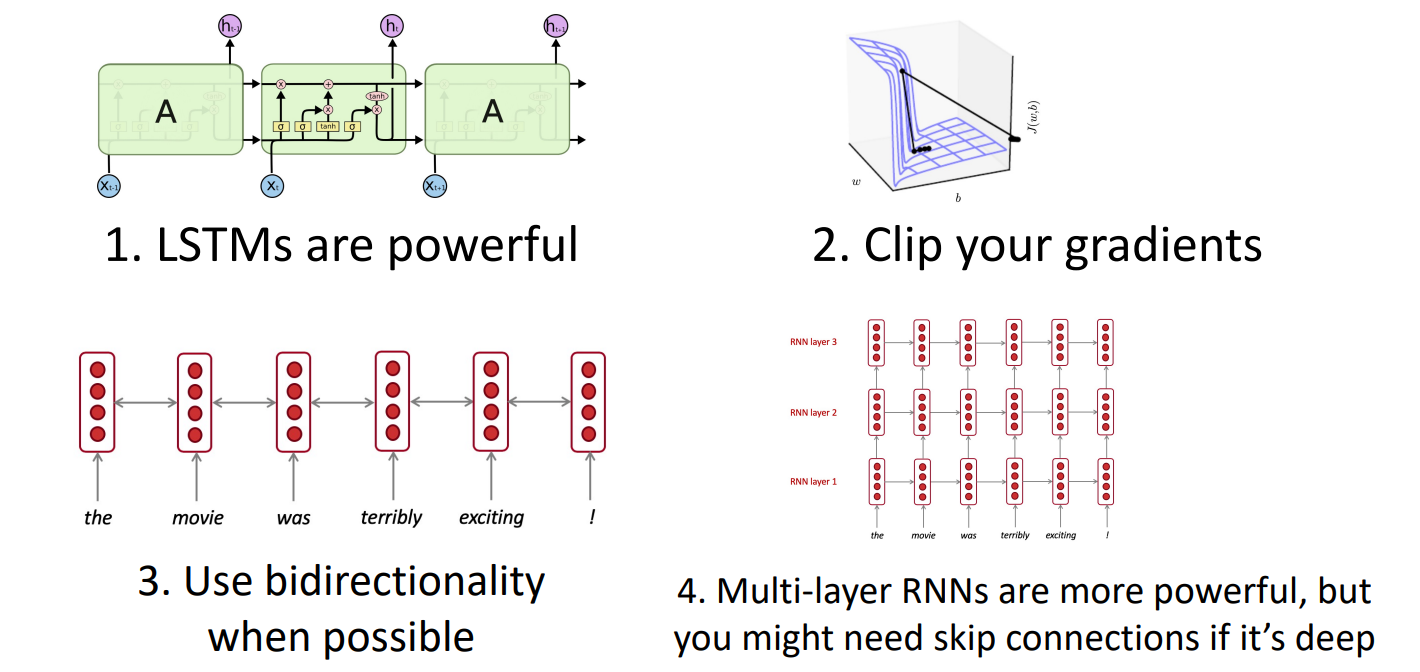 h_{t-1} h_t h_{t+1}
A A
tanh
σ σ tanh σ
X_{t-1} X_t X_{t+1}
1. LSTMs are powerful
J(w,b)
w
b
2. Clip your gradients
the movie was terribly exciting !
3. Use bidirectionality
when possible
RNN layer 3
RNN layer 2
RNN layer 1
the movie was terribly exciting !
4. Multi-layer RNNs are more powerful, but
you might need skip connections if it’s deep